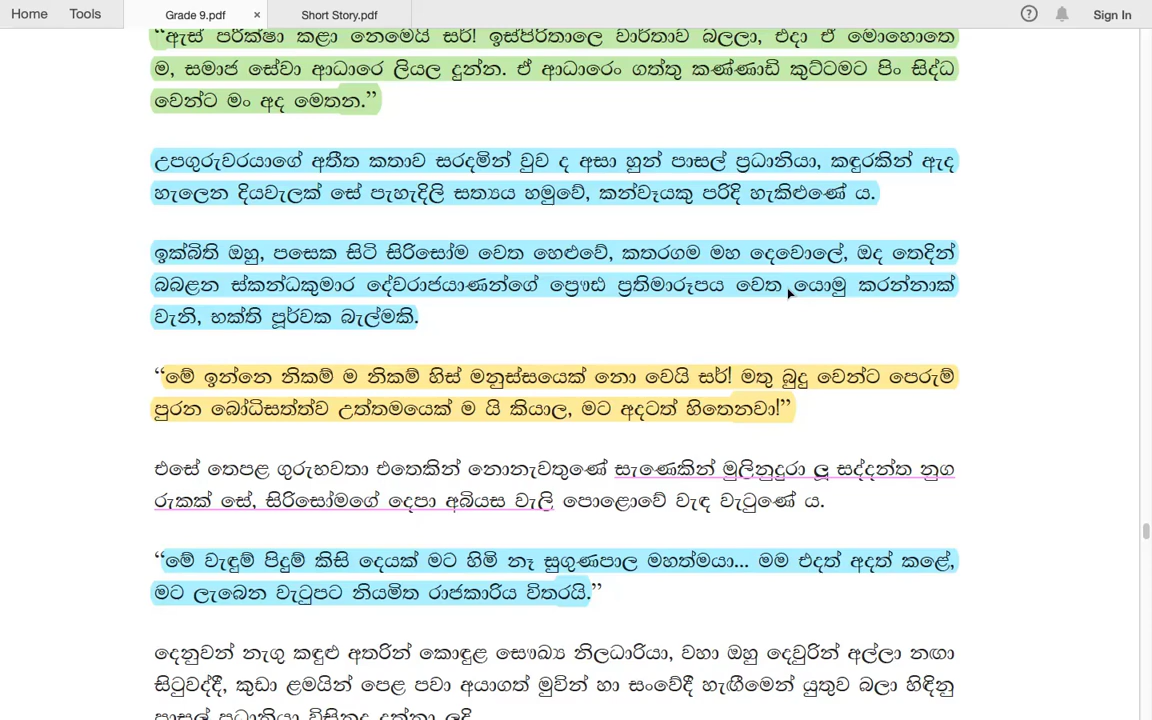 Home Tools Grade 9.pdf × Short Story.pdf Sign In
“ඇස් පරීක්ෂා කළා නෙමෙයි සර්! ඉස්පිරිතාලෙ වාර්තාව බලලා, එදා ඒ මොහොතෙ
ම, සමාජ සේවා ආධාරෙ ලියල දුන්න. ඒ ආධාරෙං ගත්තු කණ්ණාඩි කුට්ටමට පිං සිද්ධ
වෙන්ට මං අද මෙතන.”
උපගුරුවරයාගේ අතීත කතාව සරදමින් වුව ද අසා හුන් පාසල් ප්‍රධානියා, කඳුරකින් ඇද
හැලෙන දියවැලක් සේ පැහැදිලි සත්‍යය හමුවේ, කන්වෑයකු පරිදි හැකිළුණේ ය.
ඉක්බිති ඔහු, පසෙක සිටි සිරිසෝම වෙත හෙළුවේ, කතරගම මහ දෙවොලේ, ඔද තෙදින්
බබළන ස්කන්ධකුමාර දේවරාජයාණන්ගේ ප්‍රෞඪ ප්‍රතිමාරූපය වෙත යොමු කරන්නාක්
වැනි, භක්ති පූර්වක බැල්මකි.
“මේ ඉන්නෙ නිකම් ම නිකම් හිස් මනුස්සයෙක් නො වෙයි සර්! මතු බුදු වෙන්ට පෙරුම්
පුරන බෝධිසත්ත්ව උත්තමයෙක් ම යි කියාල, මට අදටත් හිතෙනවා!”
එසේ තෙපළ ගුරුභවතා එතෙකින් නොනැවතුණේ සැණෙකින් මුලිනුදුරා ලූ සද්දන්ත නුග
රුකක් සේ, සිරිසෝමගේ දෙපා අබියස වැලි පොළොවේ වැඳ වැටුණේ ය.
“මේ වැඳුම් පිදුම් කිසි දෙයක් මට හිමි නෑ සුගුණපාල මහත්මයා... මම එදත් අදත් කළේ,
මට ලැබෙන වැටුපට නියමිත රාජකාරිය විතරයි.”
දෙනුවන් නැගු කඳුළු අතරින් කොඳුළ සෞඛ්‍ය නිලධාරියා, වහා ඔහු දෙවුරින් අල්ලා නඟා
සිටුවද්දී, කුඩා ළමයින් පෙළ පවා අයාගත් මුවින් හා සංවේදී හැඟීමෙන් යුතුව බලා හිඳිනු
පාසල් ප්‍රධානියා විසිනුදු දක්නා ලදි.